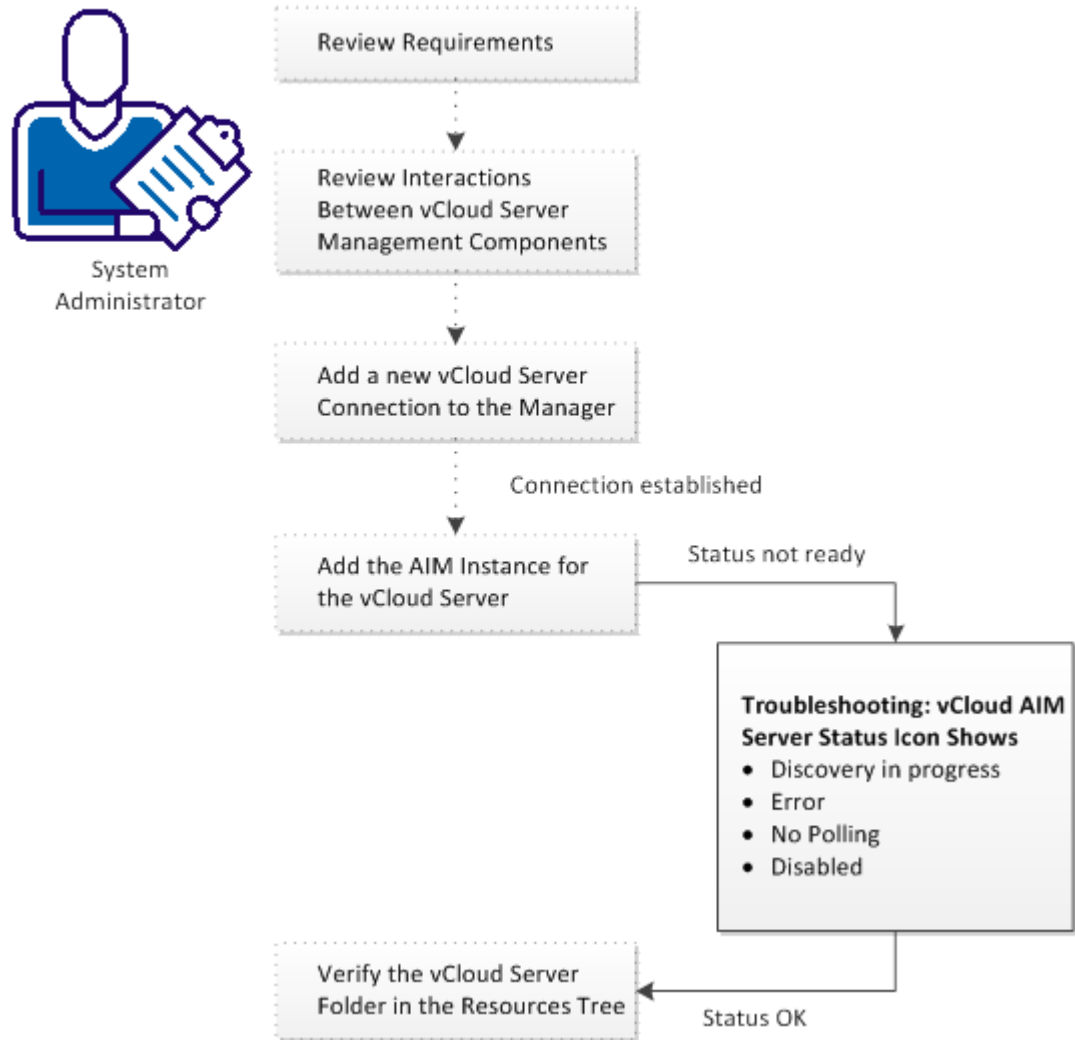 Review Requirements
System
Administrator
Review Interactions
Between vCloud Server
Management Components
Add a new vCloud Server
Connection to the Manager
Connection established
Add the AIM Instance for
the vCloud Server
Status not ready
Troubleshooting: vCloud AIM
Server Status Icon Shows
• Discovery in progress
• Error
• No Polling
• Disabled
Verify the vCloud Server
Folder in the Resources Tree
Status OK